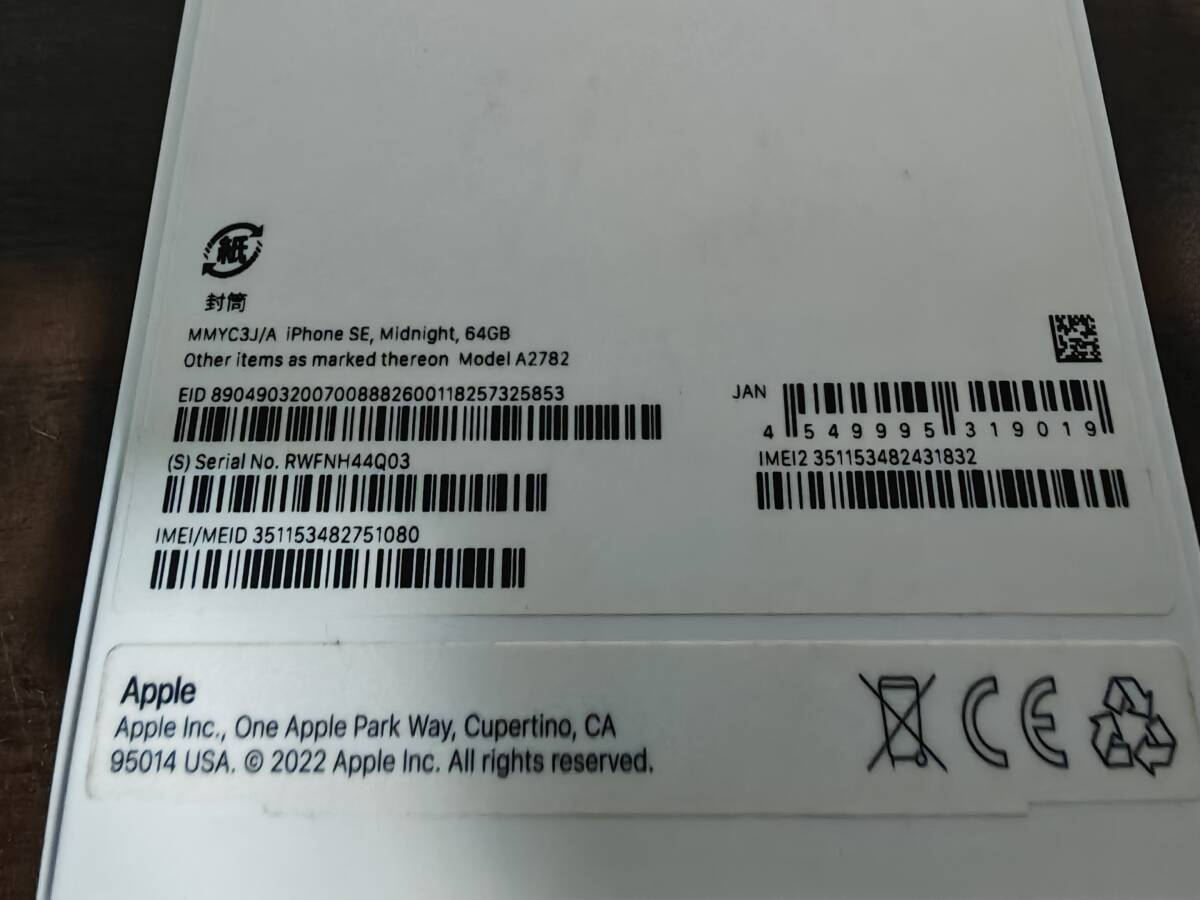 紙
封筒
MMYC3J/A iPhone SE, Midnight, 64GB
Other items as marked thereon Model A2782
EID 89049032007008882600118257325853
JAN
4 549995 319019
(S) Serial No. RWFNH44Q03
IMEI2 351153482431832
IMEI/MEID 351153482751080
Apple
Apple Inc., One Apple Park Way, Cupertino, CA
95014 USA. © 2022 Apple Inc. All rights reserved.
CE